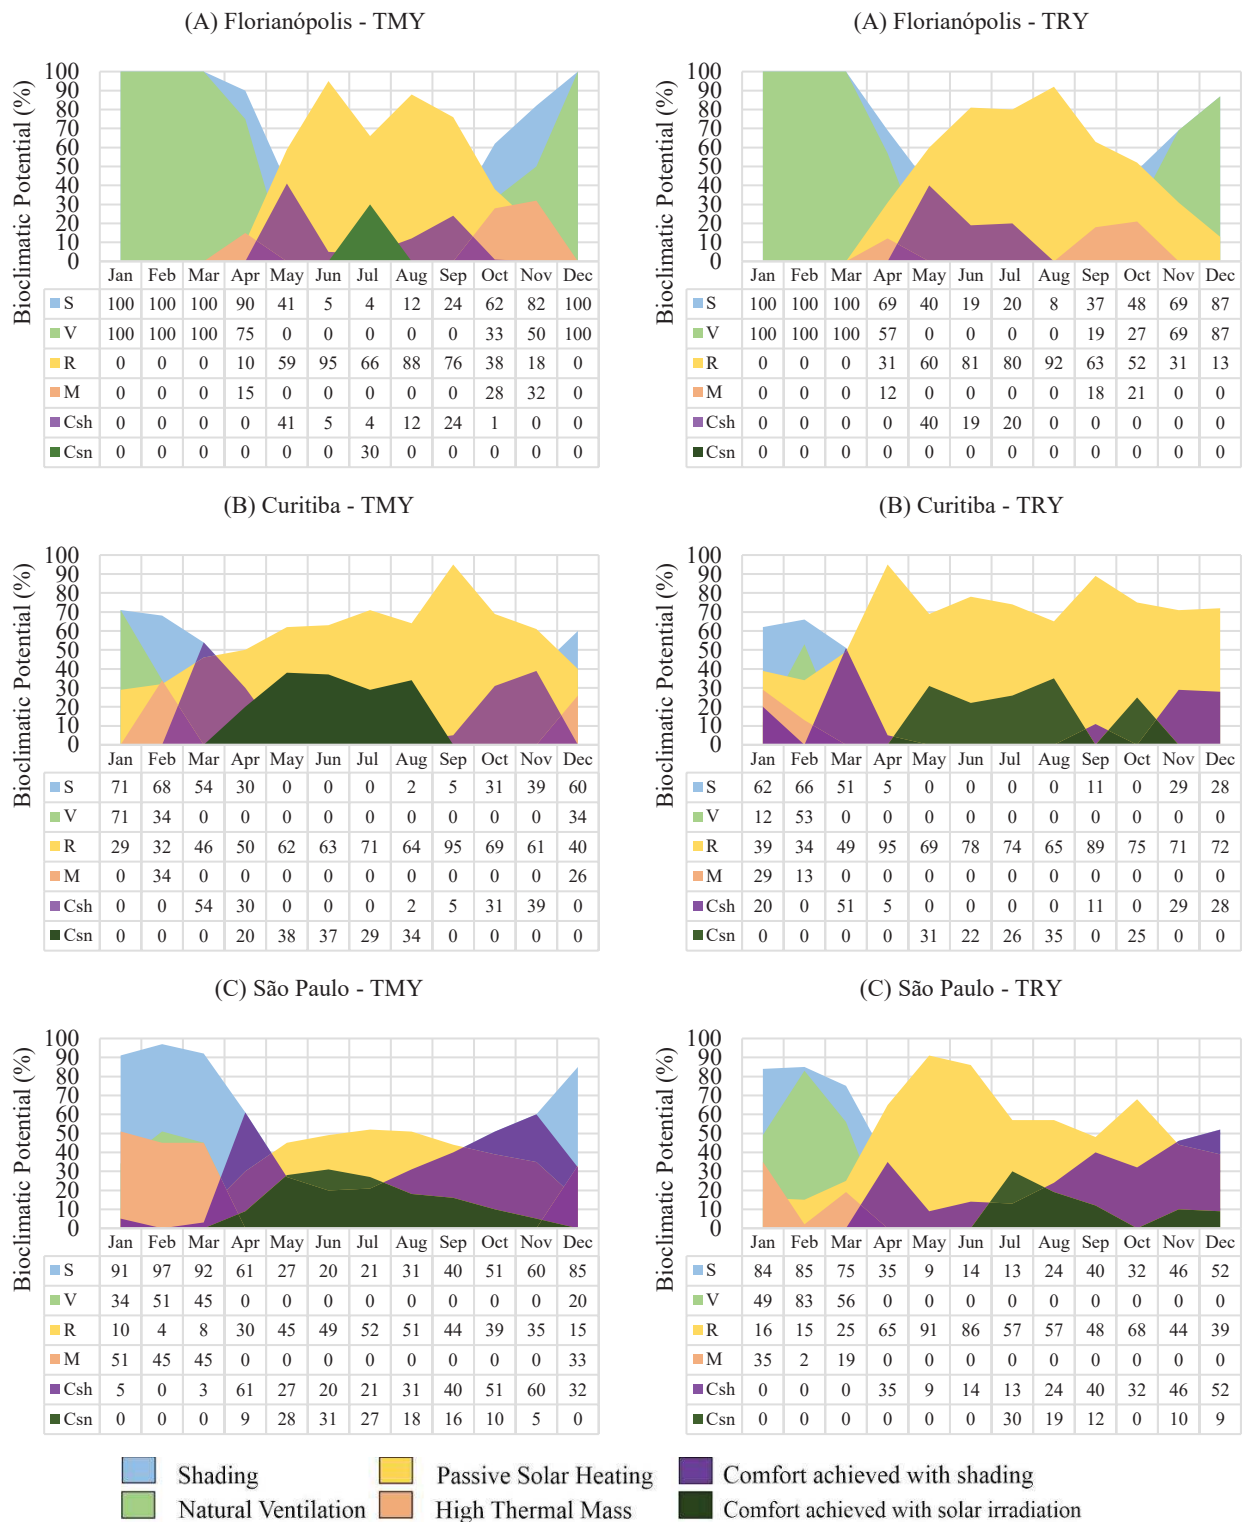 (A) Florianópolis - TMY
Bioclimatic Potential (%)
100
90
80
70
60
50
40
30
20
10
0
Jan Feb Mar Apr May Jun Jul Aug Sep Oct Nov Dec
S 100 100 100 90 41 5 4 12 24 62 82 100
V 100 100 100 75 0 0 0 0 0 33 50 100
R 0 0 0 10 59 95 66 88 76 38 18 0
M 0 0 0 15 0 0 0 0 0 28 32 0
Csh 0 0 0 0 41 5 4 12 24 1 0 0
Csn 0 0 0 0 0 0 30 0 0 0 0 0
(A) Florianópolis - TRY
Bioclimatic Potential (%)
100
90
80
70
60
50
40
30
20
10
0
Jan Feb Mar Apr May Jun Jul Aug Sep Oct Nov Dec
S 100 100 100 69 40 19 20 8 37 48 69 87
V 100 100 100 57 0 0 0 0 19 27 69 87
R 0 0 0 31 60 81 80 92 63 52 31 13
M 0 0 0 12 0 0 0 0 18 21 0 0
Csh 0 0 0 0 40 19 20 0 0 0 0 0
Csn 0 0 0 0 0 0 0 0 0 0 0 0
(B) Curitiba - TMY
Bioclimatic Potential (%)
100
90
80
70
60
50
40
30
20
10
0
Jan Feb Mar Apr May Jun Jul Aug Sep Oct Nov Dec
S 71 68 54 30 0 0 0 2 5 31 39 60
V 71 34 0 0 0 0 0 0 0 0 0 34
R 29 32 46 50 62 63 71 64 95 69 61 40
M 0 34 0 0 0 0 0 0 0 0 0 26
Csh 0 0 54 30 0 0 0 2 5 31 39 0
Csn 0 0 0 20 38 37 29 34 0 0 0 0
(B) Curitiba - TRY
Bioclimatic Potential (%)
100
90
80
70
60
50
40
30
20
10
0
Jan Feb Mar Apr May Jun Jul Aug Sep Oct Nov Dec
S 62 66 51 5 0 0 0 0 11 0 29 28
V 12 53 0 0 0 0 0 0 0 0 0 0
R 39 34 49 95 69 78 74 65 89 75 71 72
M 29 13 0 0 0 0 0 0 0 0 0 0
Csh 20 0 51 5 0 0 0 0 11 0 29 28
Csn 0 0 0 0 31 22 26 35 0 25 0 0
(C) São Paulo - TMY
Bioclimatic Potential (%)
100
90
80
70
60
50
40
30
20
10
0
Jan Feb Mar Apr May Jun Jul Aug Sep Oct Nov Dec
S 91 97 92 61 27 20 21 31 40 51 60 85
V 34 51 45 0 0 0 0 0 0 0 0 20
R 10 4 8 30 45 49 52 51 44 39 35 15
M 51 45 45 0 0 0 0 0 0 0 0 33
Csh 5 0 3 61 27 20 21 31 40 51 60 32
Csn 0 0 0 9 28 31 27 18 16 10 5 0
(C) São Paulo - TRY
Bioclimatic Potential (%)
100
90
80
70
60
50
40
30
20
10
0
Jan Feb Mar Apr May Jun Jul Aug Sep Oct Nov Dec
S 84 85 75 35 9 14 13 24 40 32 46 52
V 49 83 56 0 0 0 0 0 0 0 0 0
R 16 15 25 65 91 86 57 57 48 68 44 39
M 35 2 19 0 0 0 0 0 0 0 0 0
Csh 0 0 0 35 9 14 13 24 40 32 46 52
Csn 0 0 0 0 0 0 30 19 12 0 10 9
Shading Passive Solar Heating Comfort achieved with shading
Natural Ventilation High Thermal Mass Comfort achieved with solar irradiation